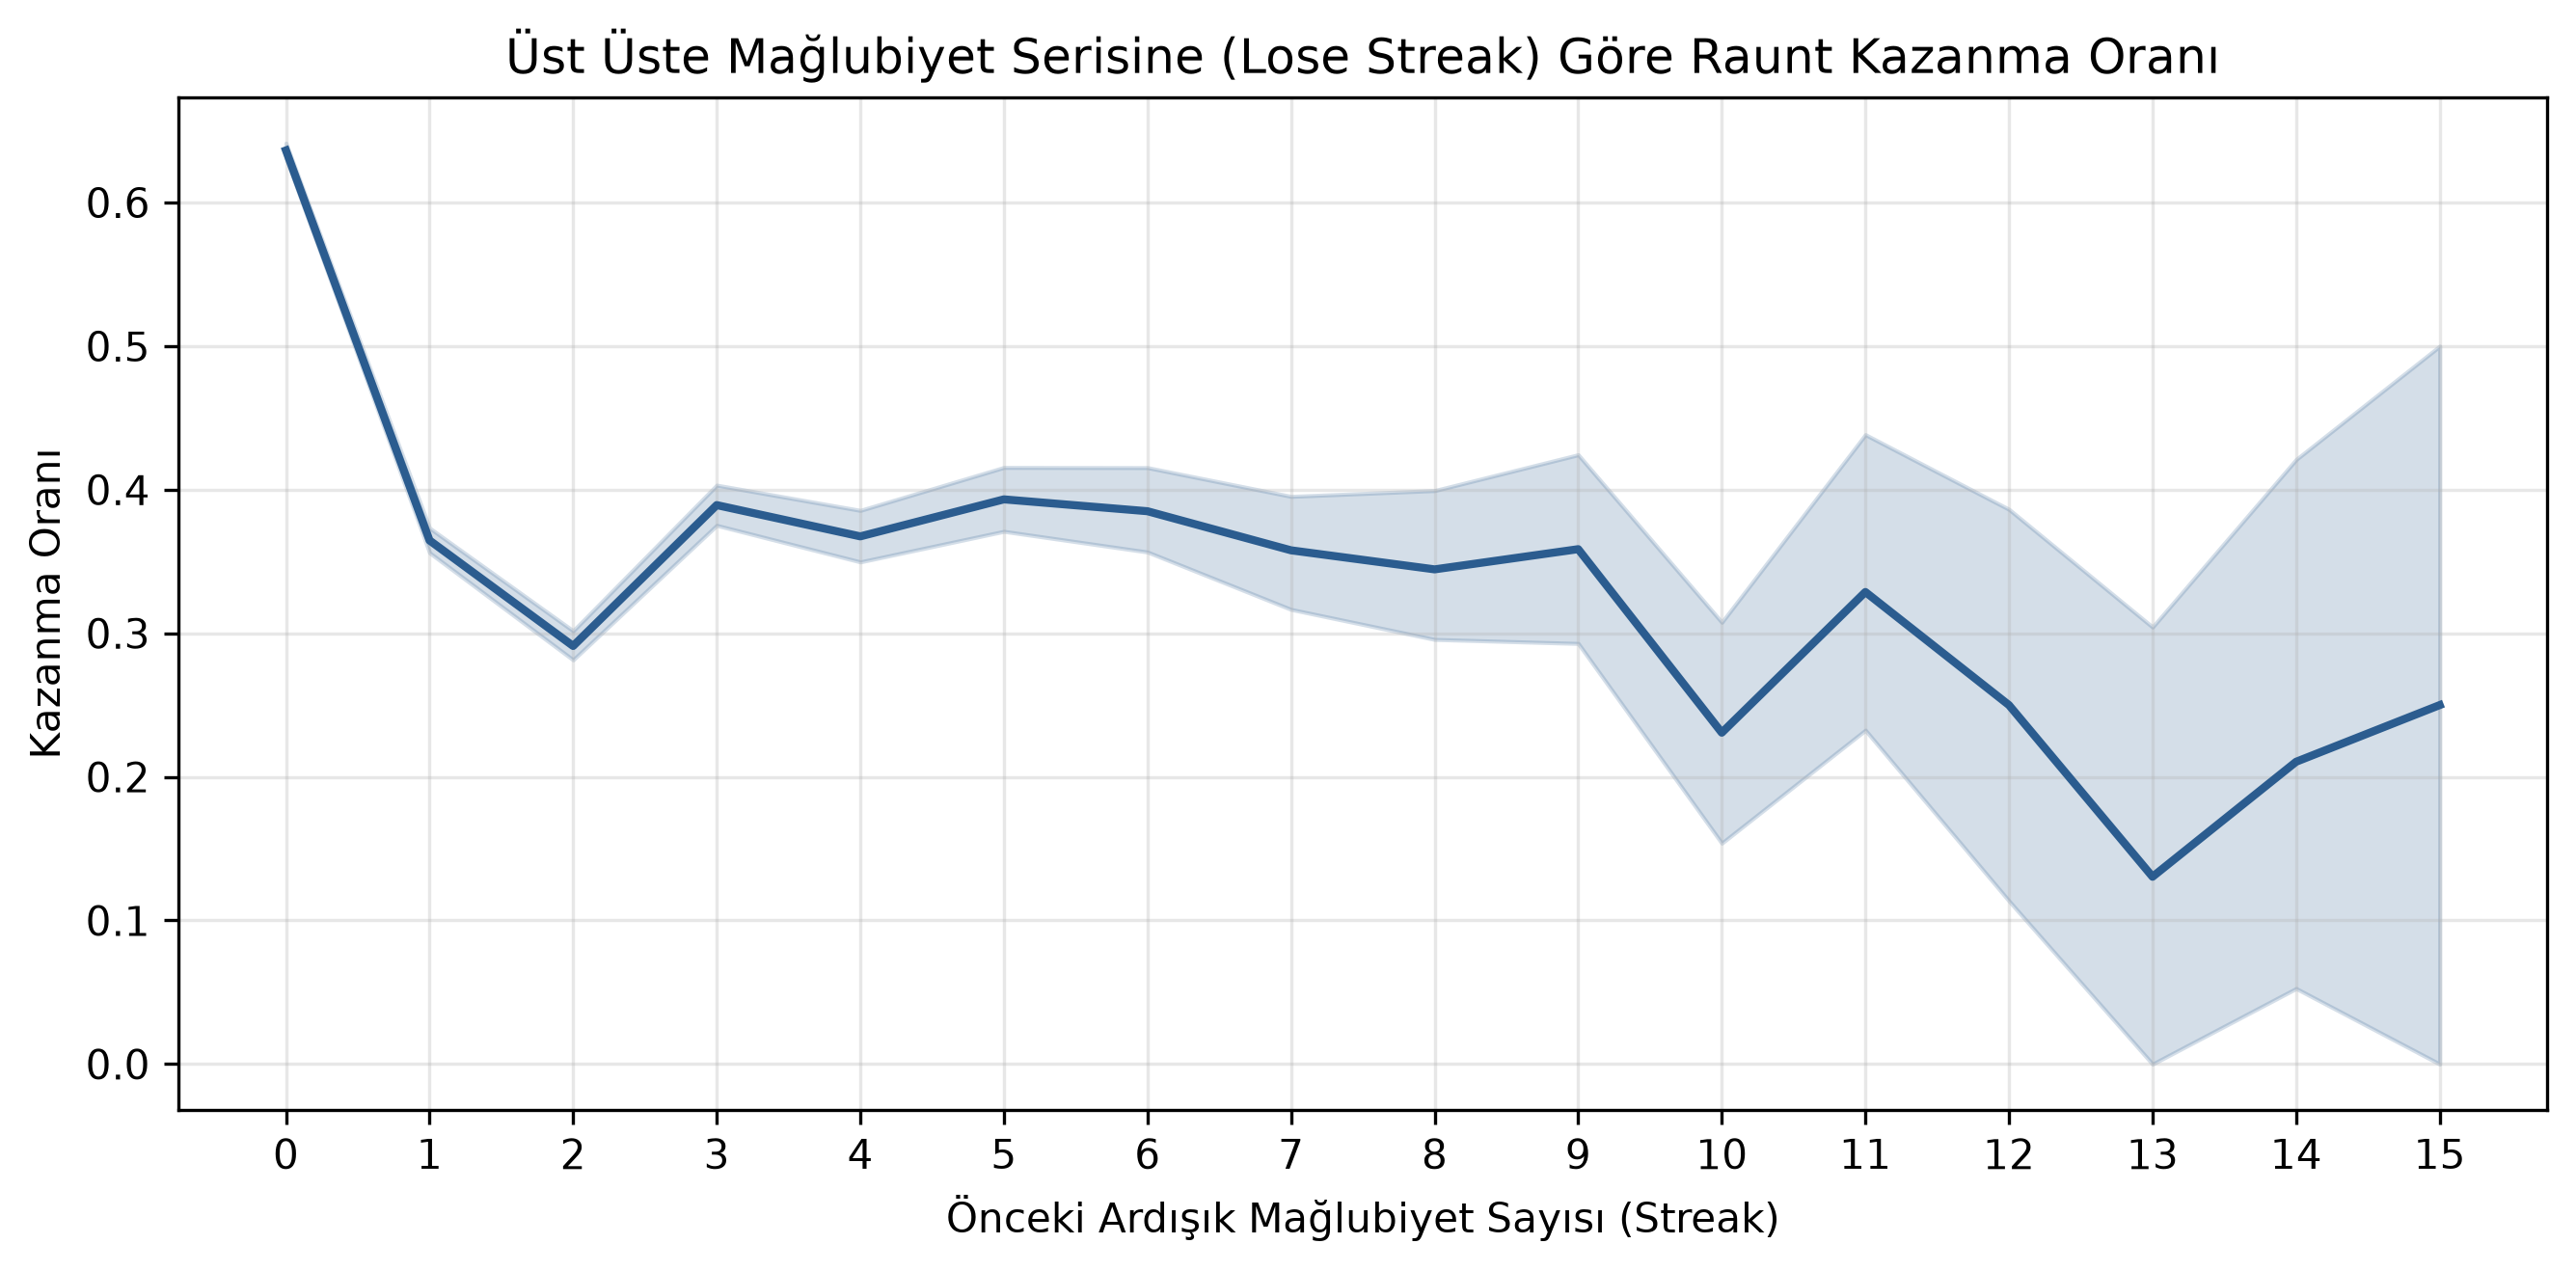 Üst Üste Mağlubiyet Serisine (Lose Streak) Göre Raunt Kazanma Oranı
Kazanma Oranı
0.6
0.5
0.4
0.3
0.2
0.1
0.0
0 1 2 3 4 5 6 7 8 9 10 11 12 13 14 15
Önceki Ardışık Mağlubiyet Sayısı (Streak)